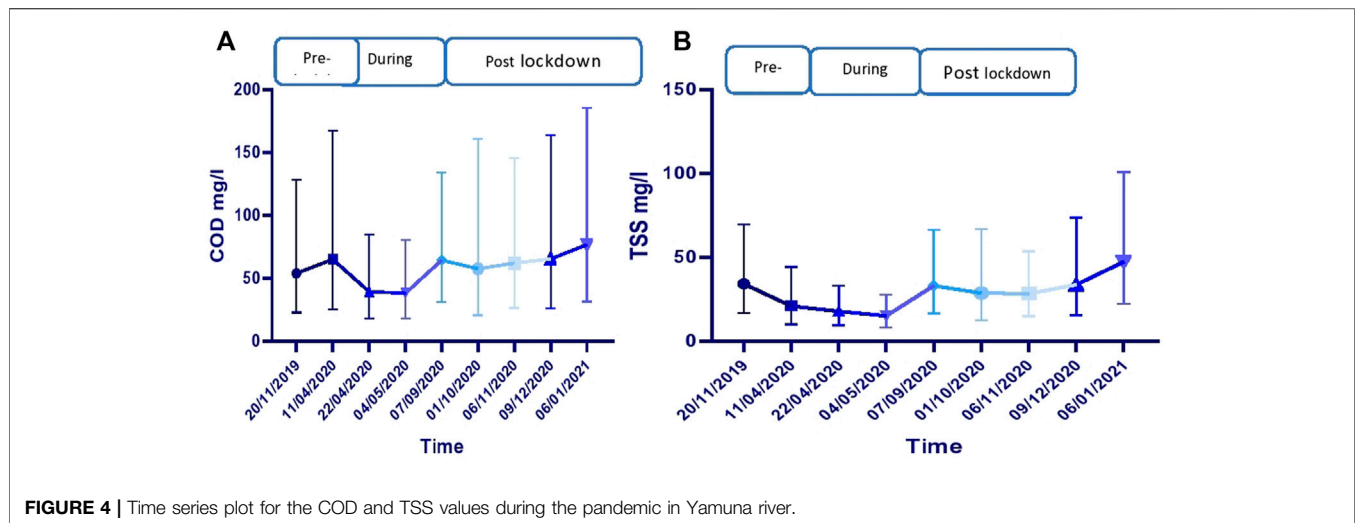 A
Pre-
During
Post lockdown
COD mg/l
200
150
100
50
0
20/11/2019
11/04/2020
22/04/2020
04/05/2020
07/09/2020
01/10/2020
06/11/2020
09/12/2020
06/01/2021
Time
B
Pre-
During
Post lockdown
TSS mg/l
150
100
50
0
20/11/2019
11/04/2020
22/04/2020
04/05/2020
07/09/2020
01/10/2020
06/11/2020
09/12/2020
06/01/2021
Time
FIGURE 4 | Time series plot for the COD and TSS values during the pandemic in Yamuna river.